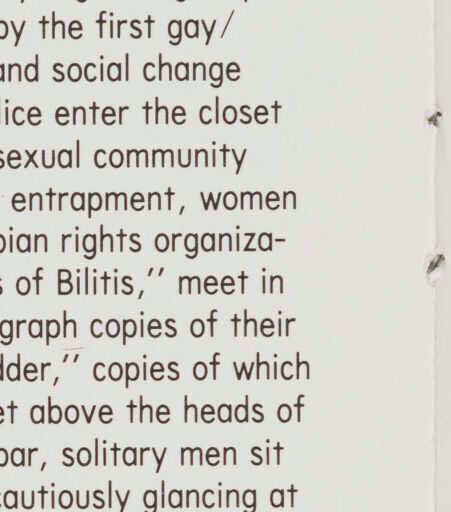 by the first gay/
and social change
lice enter the closet
sexual community
entrapment, women
bian rights organiza-
s of Bilitis,'' meet in
graph copies of their
dder,'' copies of which
et above the heads of
bar, solitary men sit
cautiously glancing at